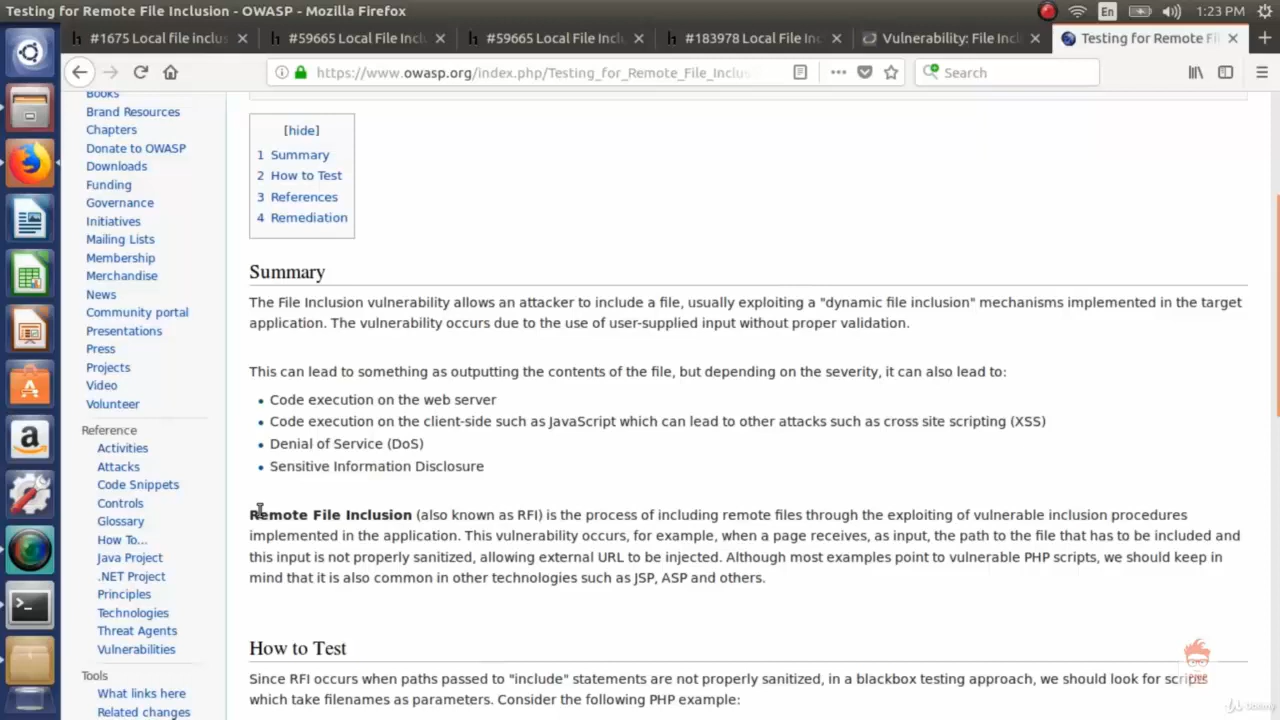 Testing for Remote File Inclusion - OWASP - Mozilla Firefox
En
1:23 PM
#1675 Local file inclus
#59665 Local File Incl
#59665 Local File Incl
#183978 Local File In
Vulnerability: File Incl
Testing for Remote Fi
https://www.owasp.org/index.php/Testing_for_Remote_File_Inclus
Search
Books
Brand Resources
Chapters
Donate to OWASP
Downloads
Funding
Governance
Initiatives
Mailing Lists
Membership
Merchandise
News
Community portal
Presentations
Press
Projects
Video
Volunteer
Reference
Activities
Attacks
Code Snippets
Controls
Glossary
How To...
Java Project
.NET Project
Principles
Technologies
Threat Agents
Vulnerabilities
Tools
What links here
Related changes
[hide]
1 Summary
2 How to Test
3 References
4 Remediation
Summary
The File Inclusion vulnerability allows an attacker to include a file, usually exploiting a "dynamic file inclusion" mechanisms implemented in the target
application. The vulnerability occurs due to the use of user-supplied input without proper validation.
This can lead to something as outputting the contents of the file, but depending on the severity, it can also lead to:
• Code execution on the web server
• Code execution on the client-side such as JavaScript which can lead to other attacks such as cross site scripting (XSS)
• Denial of Service (DoS)
• Sensitive Information Disclosure
Remote File Inclusion (also known as RFI) is the process of including remote files through the exploiting of vulnerable inclusion procedures
implemented in the application. This vulnerability occurs, for example, when a page receives, as input, the path to the file that has to be included and
this input is not properly sanitized, allowing external URL to be injected. Although most examples point to vulnerable PHP scripts, we should keep in
mind that it is also common in other technologies such as JSP, ASP and others.
How to Test
Since RFI occurs when paths passed to "include" statements are not properly sanitized, in a blackbox testing approach, we should look for scripts
which take filenames as parameters. Consider the following PHP example:
Udemy